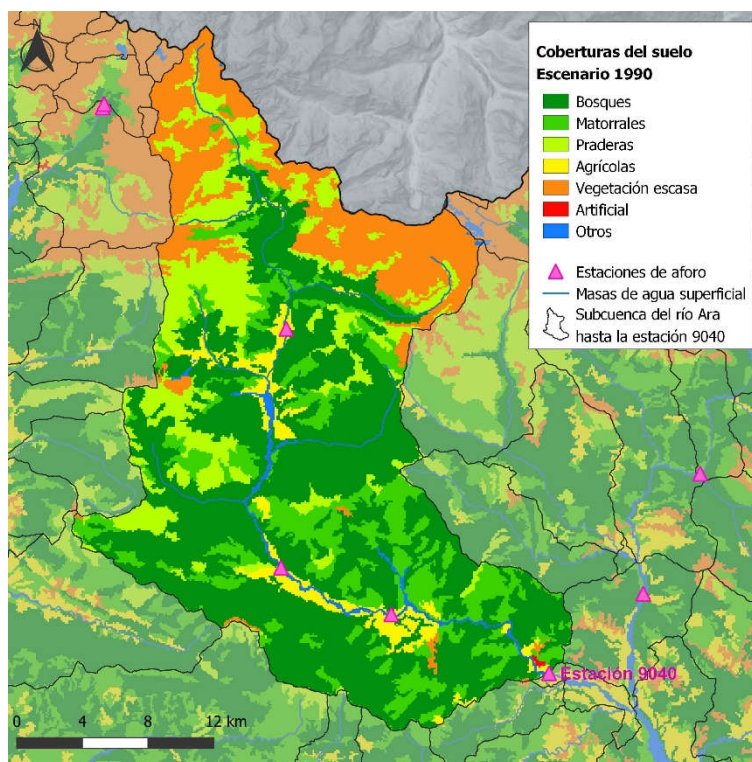 Coberturas del suelo
Escenario 1990
Bosques
Matorrales
Praderas
Agrícolas
Vegetación escasa
Artificial
Otros
Estaciones de aforo
Masas de agua superficial
Subcuenca del río Ara
hasta la estación 9040
Estación 9040
0 4 8 12 km